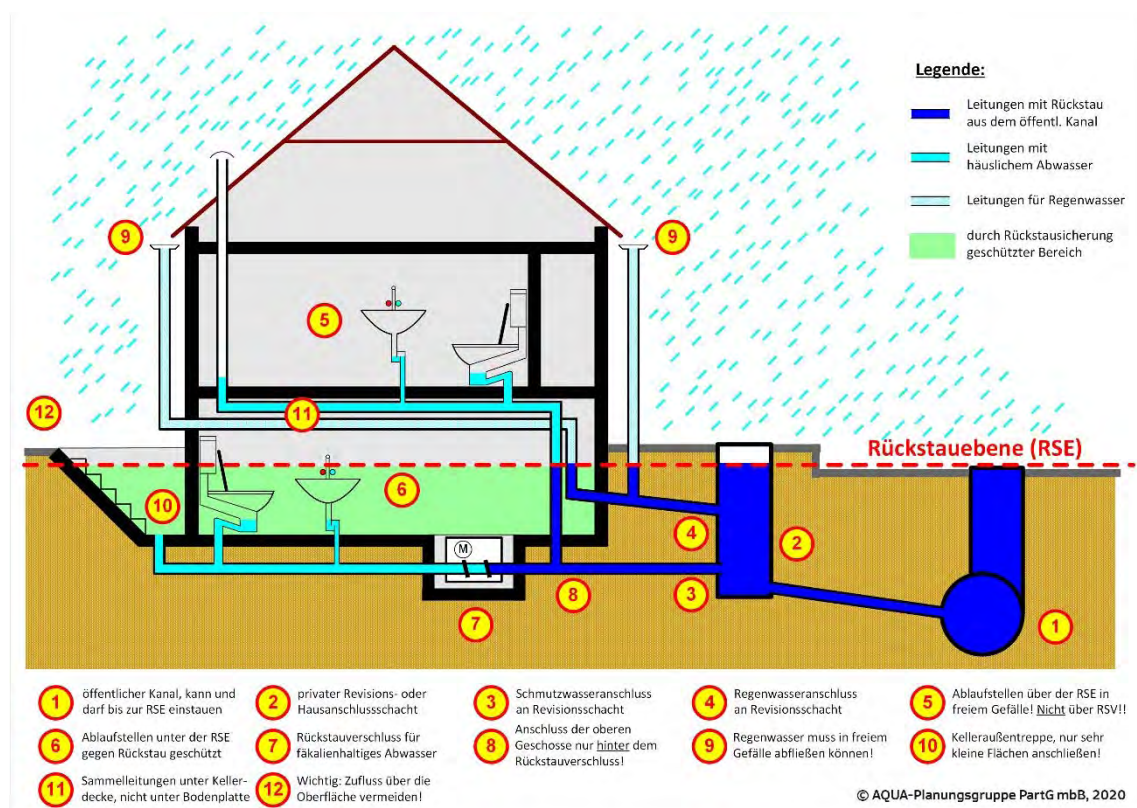 Legende:
Leitungen mit Rückstau
aus dem öffentl. Kanal
Leitungen mit
häuslichem Abwasser
Leitungen für Regenwasser
durch Rückstausicherung
geschützter Bereich
9
9
5
12
11
Rückstauebene (RSE)
6
10
4
2
M
3
8
7
1
1 öffentlicher Kanal, kann und
darf bis zur RSE einstauen
2 privater Revisions- oder
Hausanschlussschacht
3 Schmutzwasseranschluss
an Revisionsschacht
4 Regenwasseranschluss
an Revisionsschacht
5 Ablaufstellen über der RSE in
freiem Gefälle! Nicht über RSV!!
6 Ablaufstellen unter der RSE
gegen Rückstau geschützt
7 Rückstauverschluss für
fäkalienhaltiges Abwasser
8 Anschluss der oberen
Geschosse nur hinter dem
Rückstauverschluss!
9 Regenwasser muss in freiem
Gefälle abfließen können!
10 Kelleraußentreppe, nur sehr
kleine Flächen anschließen!
11 Sammelleitungen unter Keller-
decke, nicht unter Bodenplatte
12 Wichtig: Zufluss über die
Oberfläche vermeiden!
© AQUA-Planungsgruppe PartG mbB, 2020